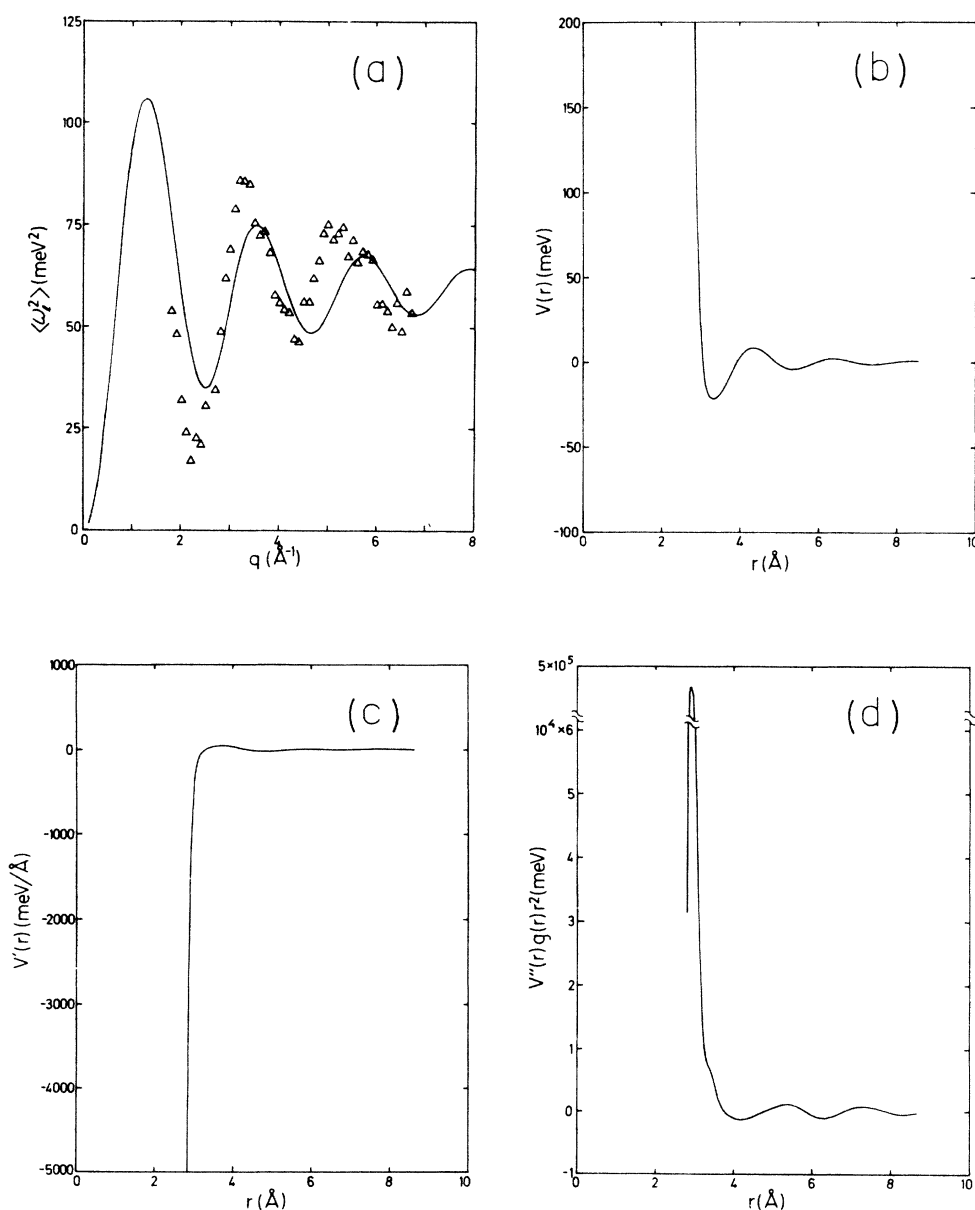 (a)
125
100
75
50
25
0
⟨ω²ₗ⟩ (meV²)
0 2 4 6 8
q (Å⁻¹)
(b)
200
150
100
50
0
-50
-100
V(r) (meV)
0 2 4 6 8 10
r (Å)
(c)
1000
0
-1000
-2000
-3000
-4000
-5000
V'(r) (meV/Å)
0 2 4 6 8 10
r (Å)
(d)
5×10⁵
10⁴×6
5
4
3
2
1
0
-1
V''(r) g(r) r² (meV)
0 2 4 6 8 10
r (Å)